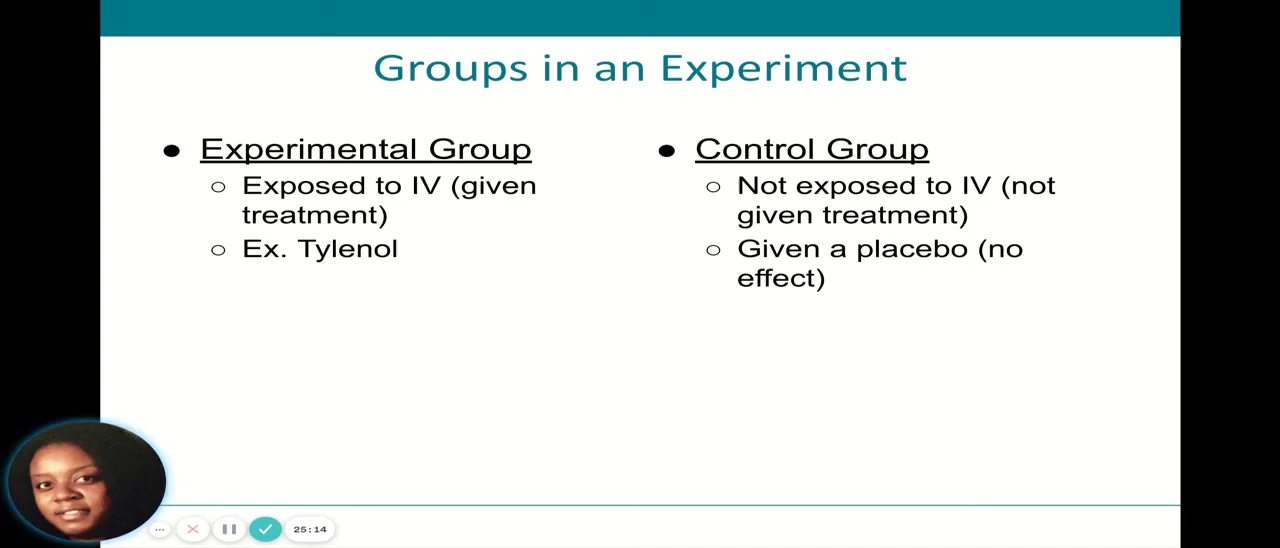 Groups in an Experiment
● Experimental Group
○ Exposed to IV (given
treatment)
○ Ex. Tylenol
● Control Group
○ Not exposed to IV (not
given treatment)
○ Given a placebo (no
effect)
25:14